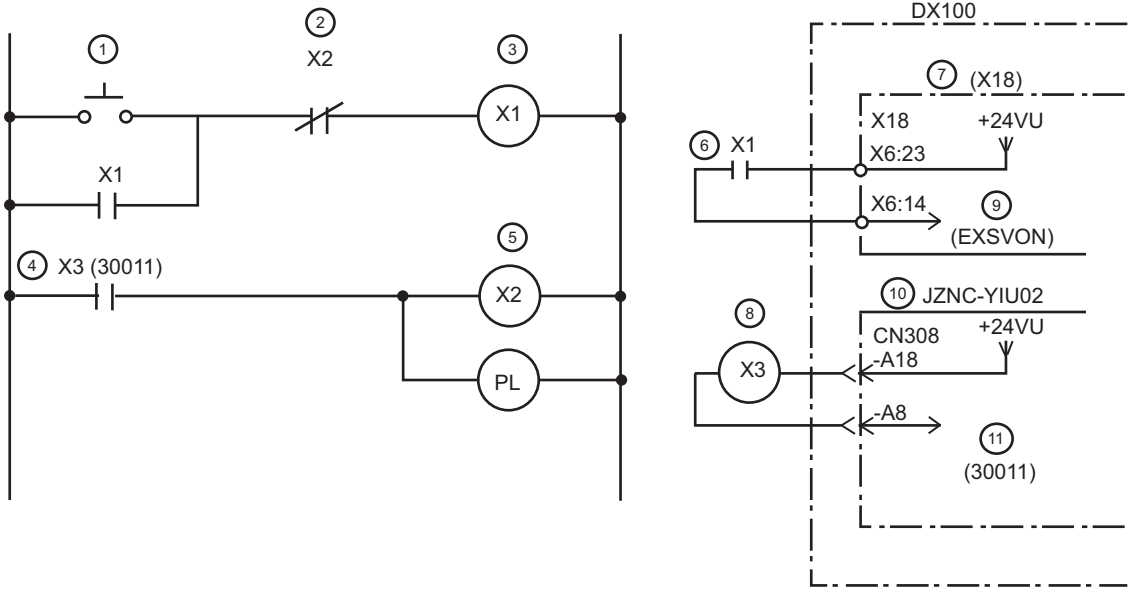 1
2
X2
3
X1
X1
4 X3 (30011)
5
X2
PL
DX100
7 (X18)
X18 +24VU
6 X1
X6:23
X6:14
9
(EXSVON)
10 JZNC-YIU02
8
CN308 +24VU
-A18
X3
-A8
11
(30011)